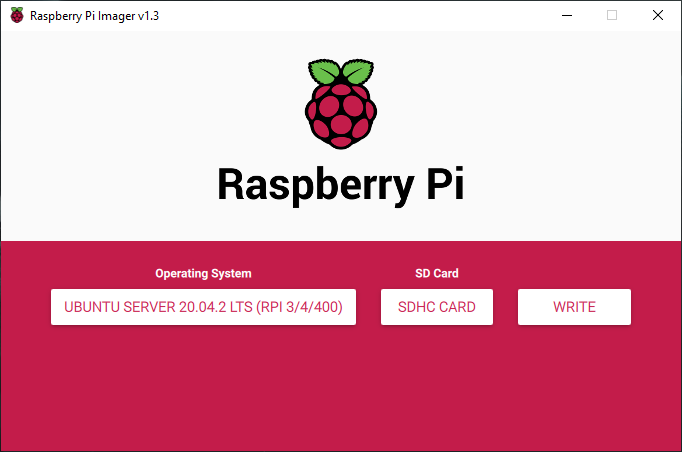 Raspberry Pi Imager v1.3
Raspberry Pi
Operating System
SD Card
UBUNTU SERVER 20.04.2 LTS (RPI 3/4/400)
SDHC CARD
WRITE